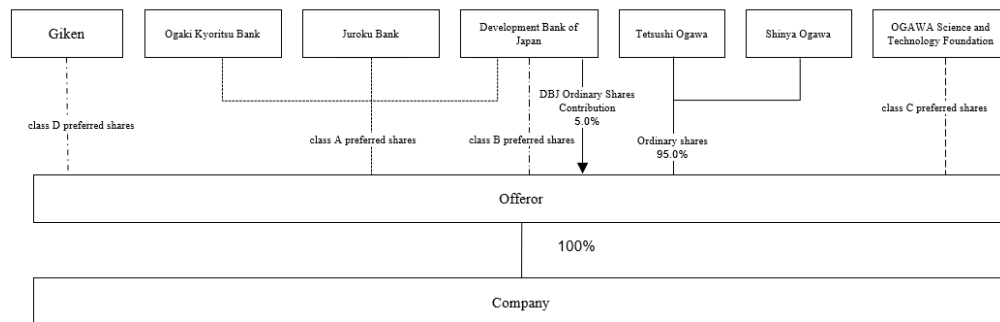 Giken
Ogaki Kyoritsu Bank
Juroku Bank
Development Bank of
Japan
Tetsushi Ogawa
Shinya Ogawa
OGAWA Science and
Technology Foundation
DBJ Ordinary Shares
Contribution
5.0%
class D preferred shares
class A preferred shares
class B preferred shares
Ordinary shares
95.0%
class C preferred shares
Offeror
100%
Company